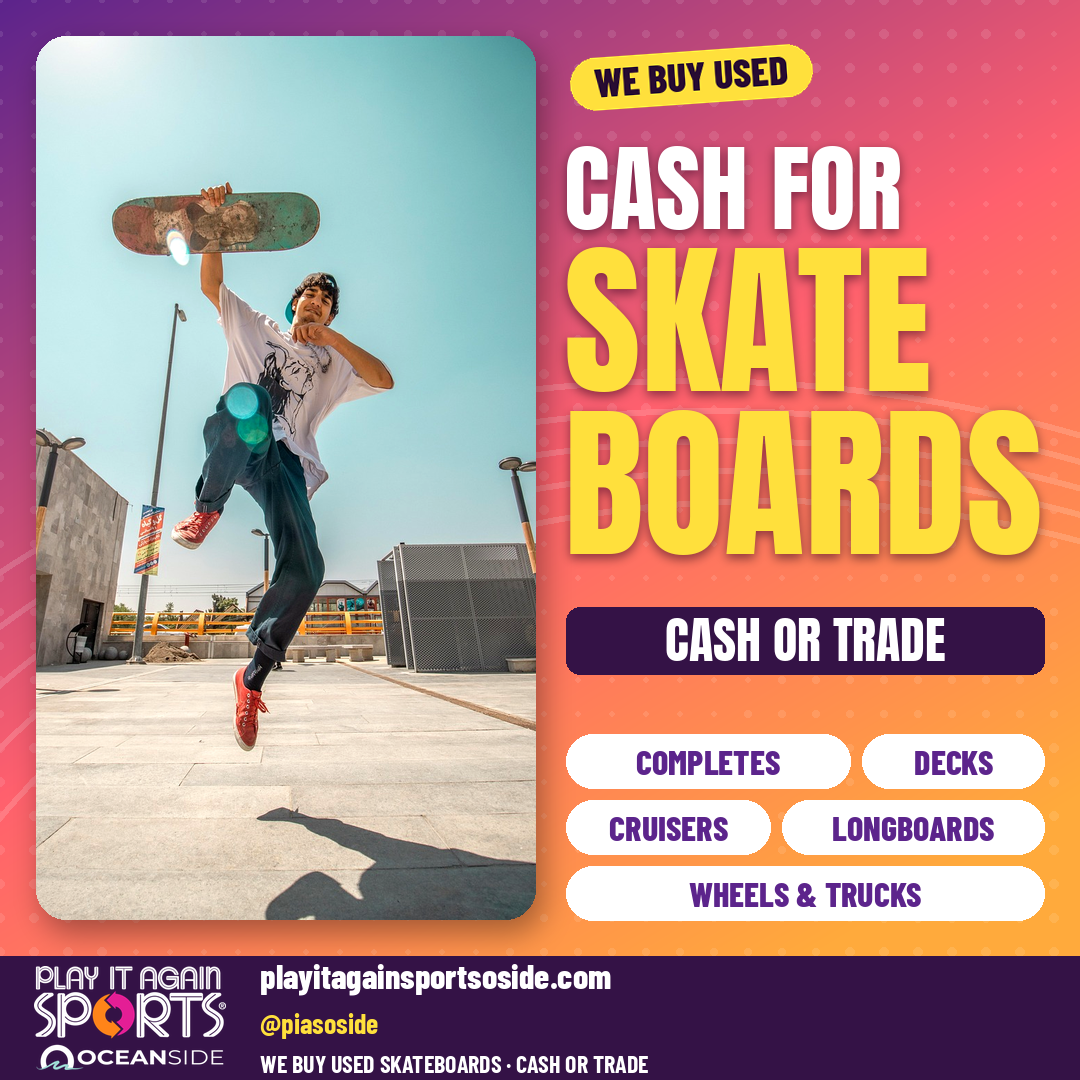 WE BUY USED
CASH FOR
SKATE
BOARDS
CASH OR TRADE
COMPLETES
DECKS
CRUISERS
LONGBOARDS
WHEELS & TRUCKS
PLAY IT AGAIN
SPORTS®
OCEANSIDE
playitagainsportsoside.com
@piasoside
WE BUY USED SKATEBOARDS · CASH OR TRADE